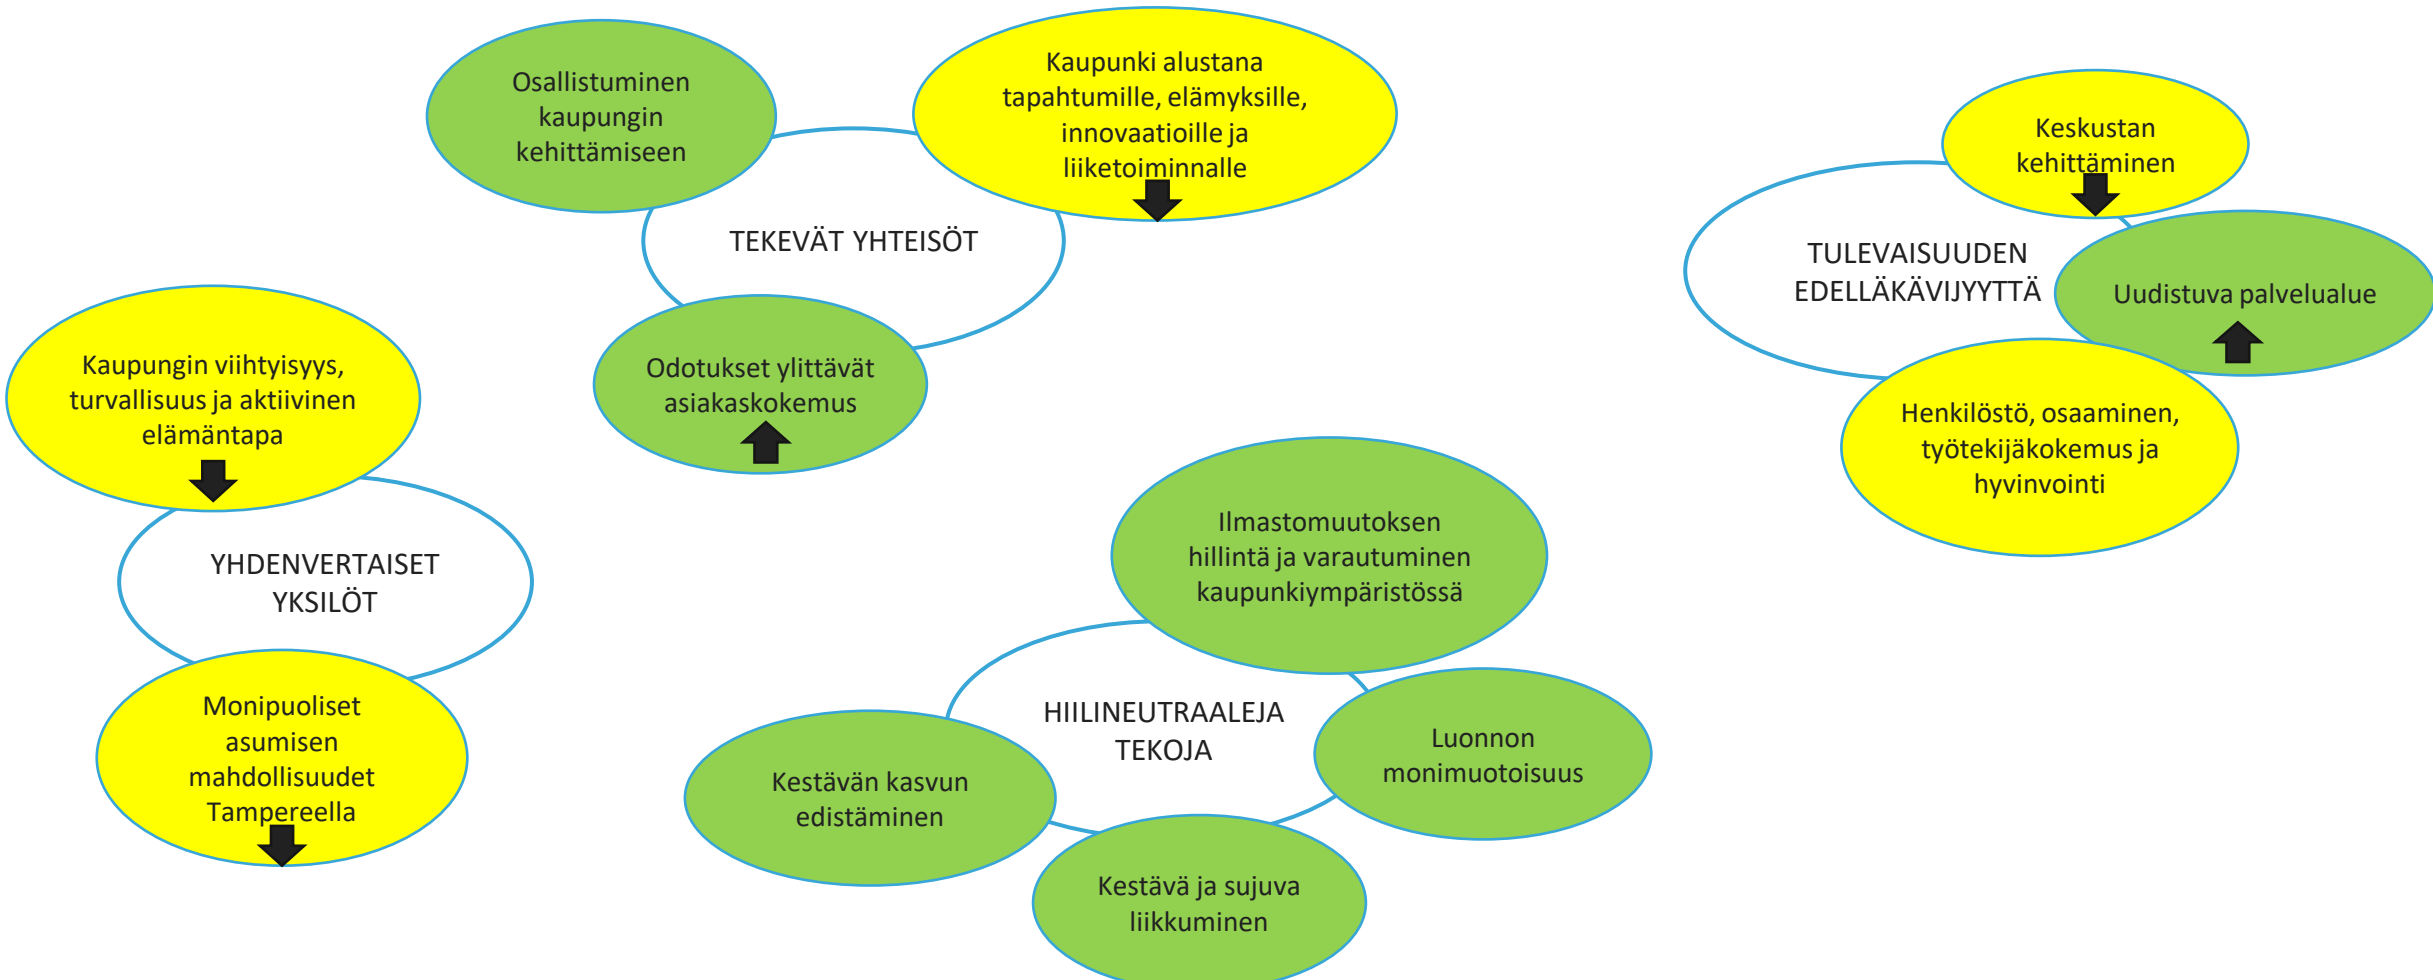 Osallistuminen
kaupungin
kehittämiseen
Kaupunki alustana
tapahtumille, elämyksille,
innovaatioille ja
liiketoiminnalle
TEKEVÄT YHTEISÖT
Odotukset ylittävät
asiakaskokemus
Keskustan
kehittäminen
TULEVAISUUDEN
EDELLÄKÄVIJYYTTÄ
Uudistuva palvelualue
Henkilöstö, osaaminen,
työtekijäkokemus ja
hyvinvointi
Kaupungin viihtyisyys,
turvallisuus ja aktiivinen
elämäntapa
YHDENVERTAISET
YKSILÖT
Monipuoliset
asumisen
mahdollisuudet
Tampereella
Ilmastomuutoksen
hillintä ja varautuminen
kaupunkiympäristössä
HIILINEUTRAALEJA
TEKOJA
Luonnon
monimuotoisuus
Kestävän kasvun
edistäminen
Kestävä ja sujuva
liikkuminen